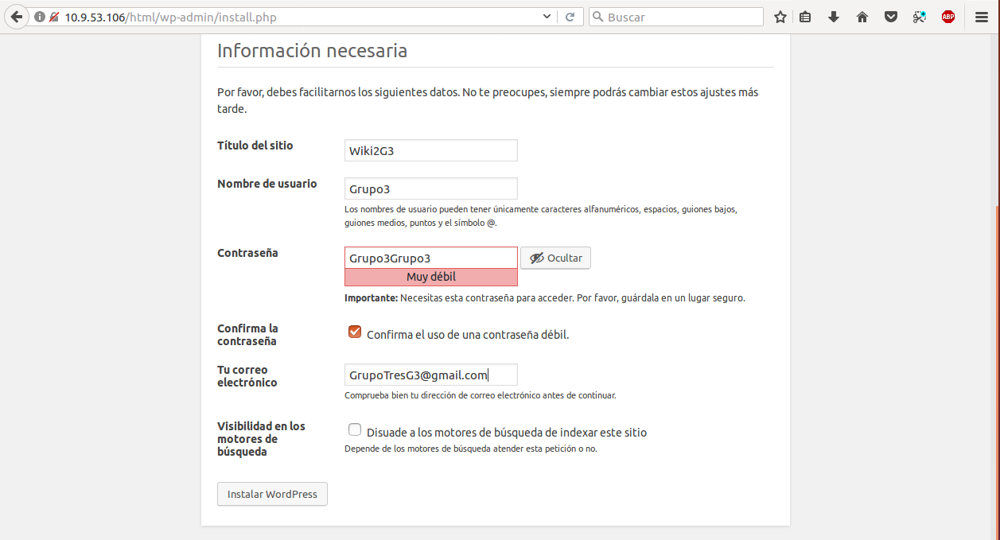 10.9.53.106/html/wp-admin/install.php
Buscar
ABP
Información necesaria
Por favor, debes facilitarnos los siguientes datos. No te preocupes, siempre podrás cambiar estos ajustes más
tarde.
Título del sitio
Wiki2G3
Nombre de usuario
Grupo3
Los nombres de usuario pueden tener únicamente caracteres alfanuméricos, espacios, guiones bajos,
guiones medios, puntos y el símbolo @.
Contraseña
Grupo3Grupo3
Ocultar
Muy débil
Importante: Necesitas esta contraseña para acceder. Por favor, guárdala en un lugar seguro.
Confirma la
contraseña
Confirma el uso de una contraseña débil.
Tu correo
electrónico
GrupoTresG3@gmail.com
Comprueba bien tu dirección de correo electrónico antes de continuar.
Visibilidad en los
motores de
búsqueda
Disuade a los motores de búsqueda de indexar este sitio
Depende de los motores de búsqueda atender esta petición o no.
Instalar WordPress